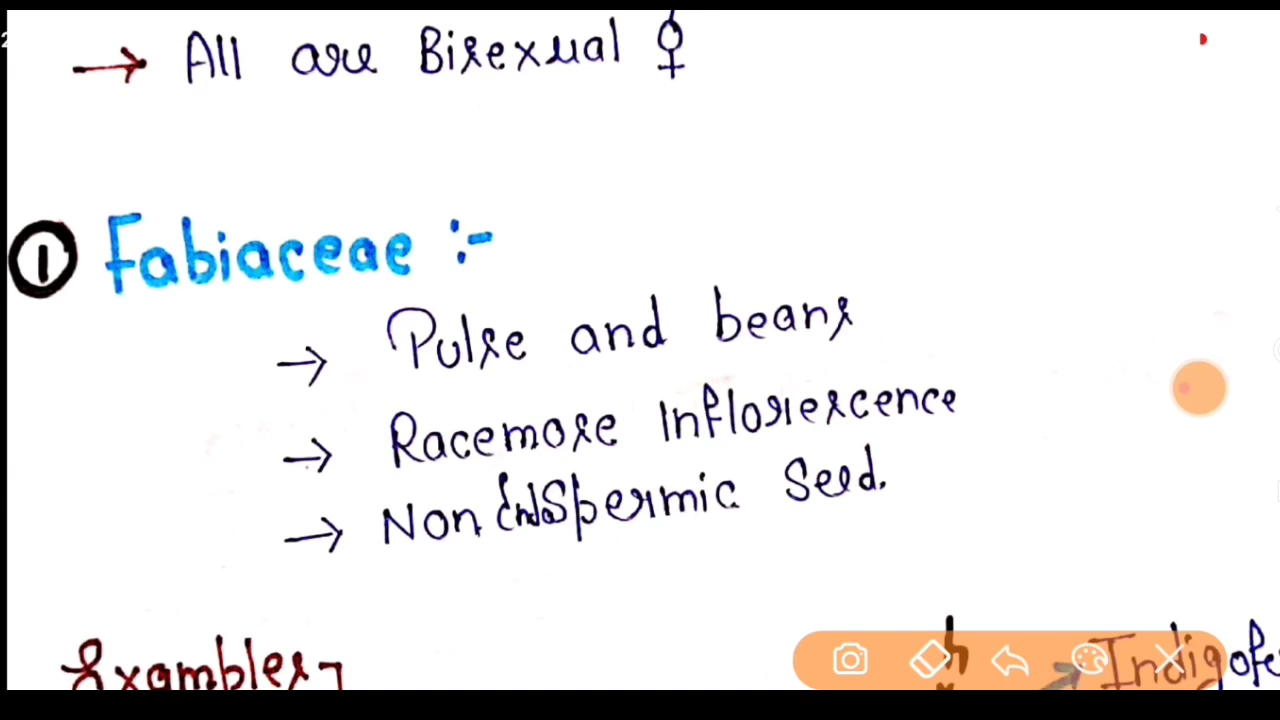 → All are Bisexual ⚥
① Fabiaceae :-
→ Pulse and beans
→ Racemose Inflorescence
→ Non EndoSpermic Seed.
Examples